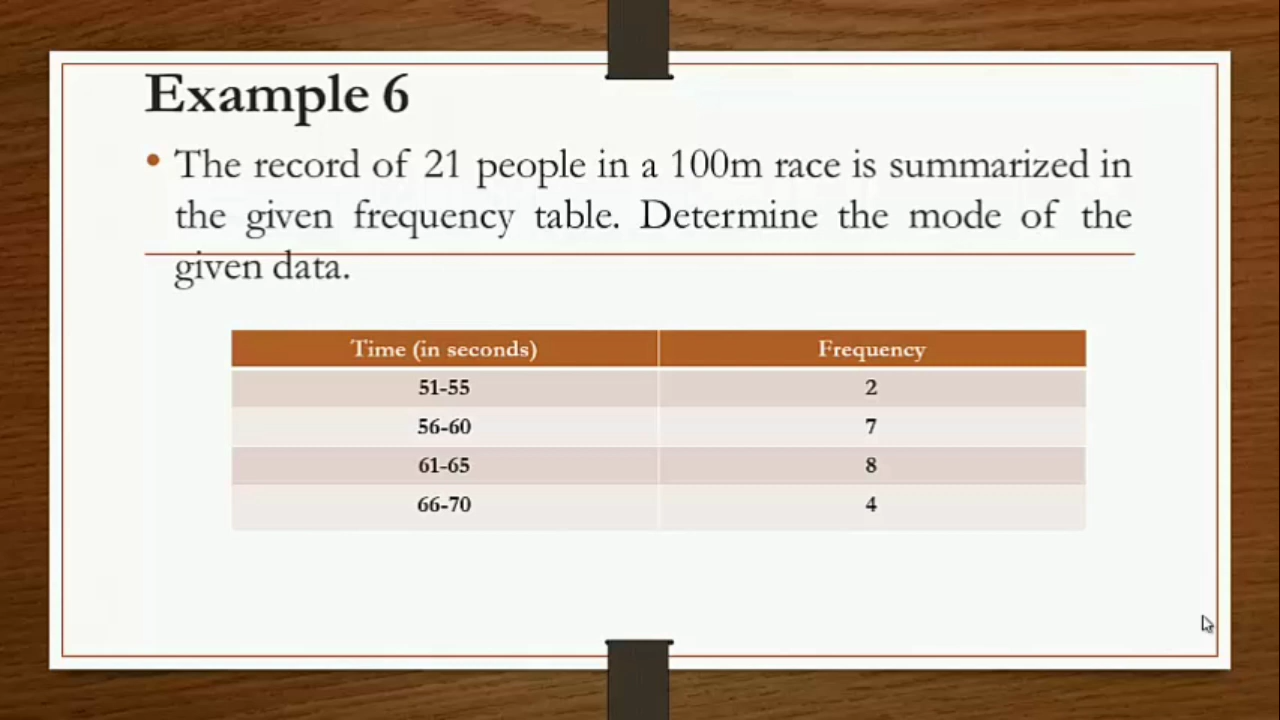 Example 6
• The record of 21 people in a 100m race is summarized in
the given frequency table. Determine the mode of the
given data.
Time (in seconds) Frequency
51-55 2
56-60 7
61-65 8
66-70 4